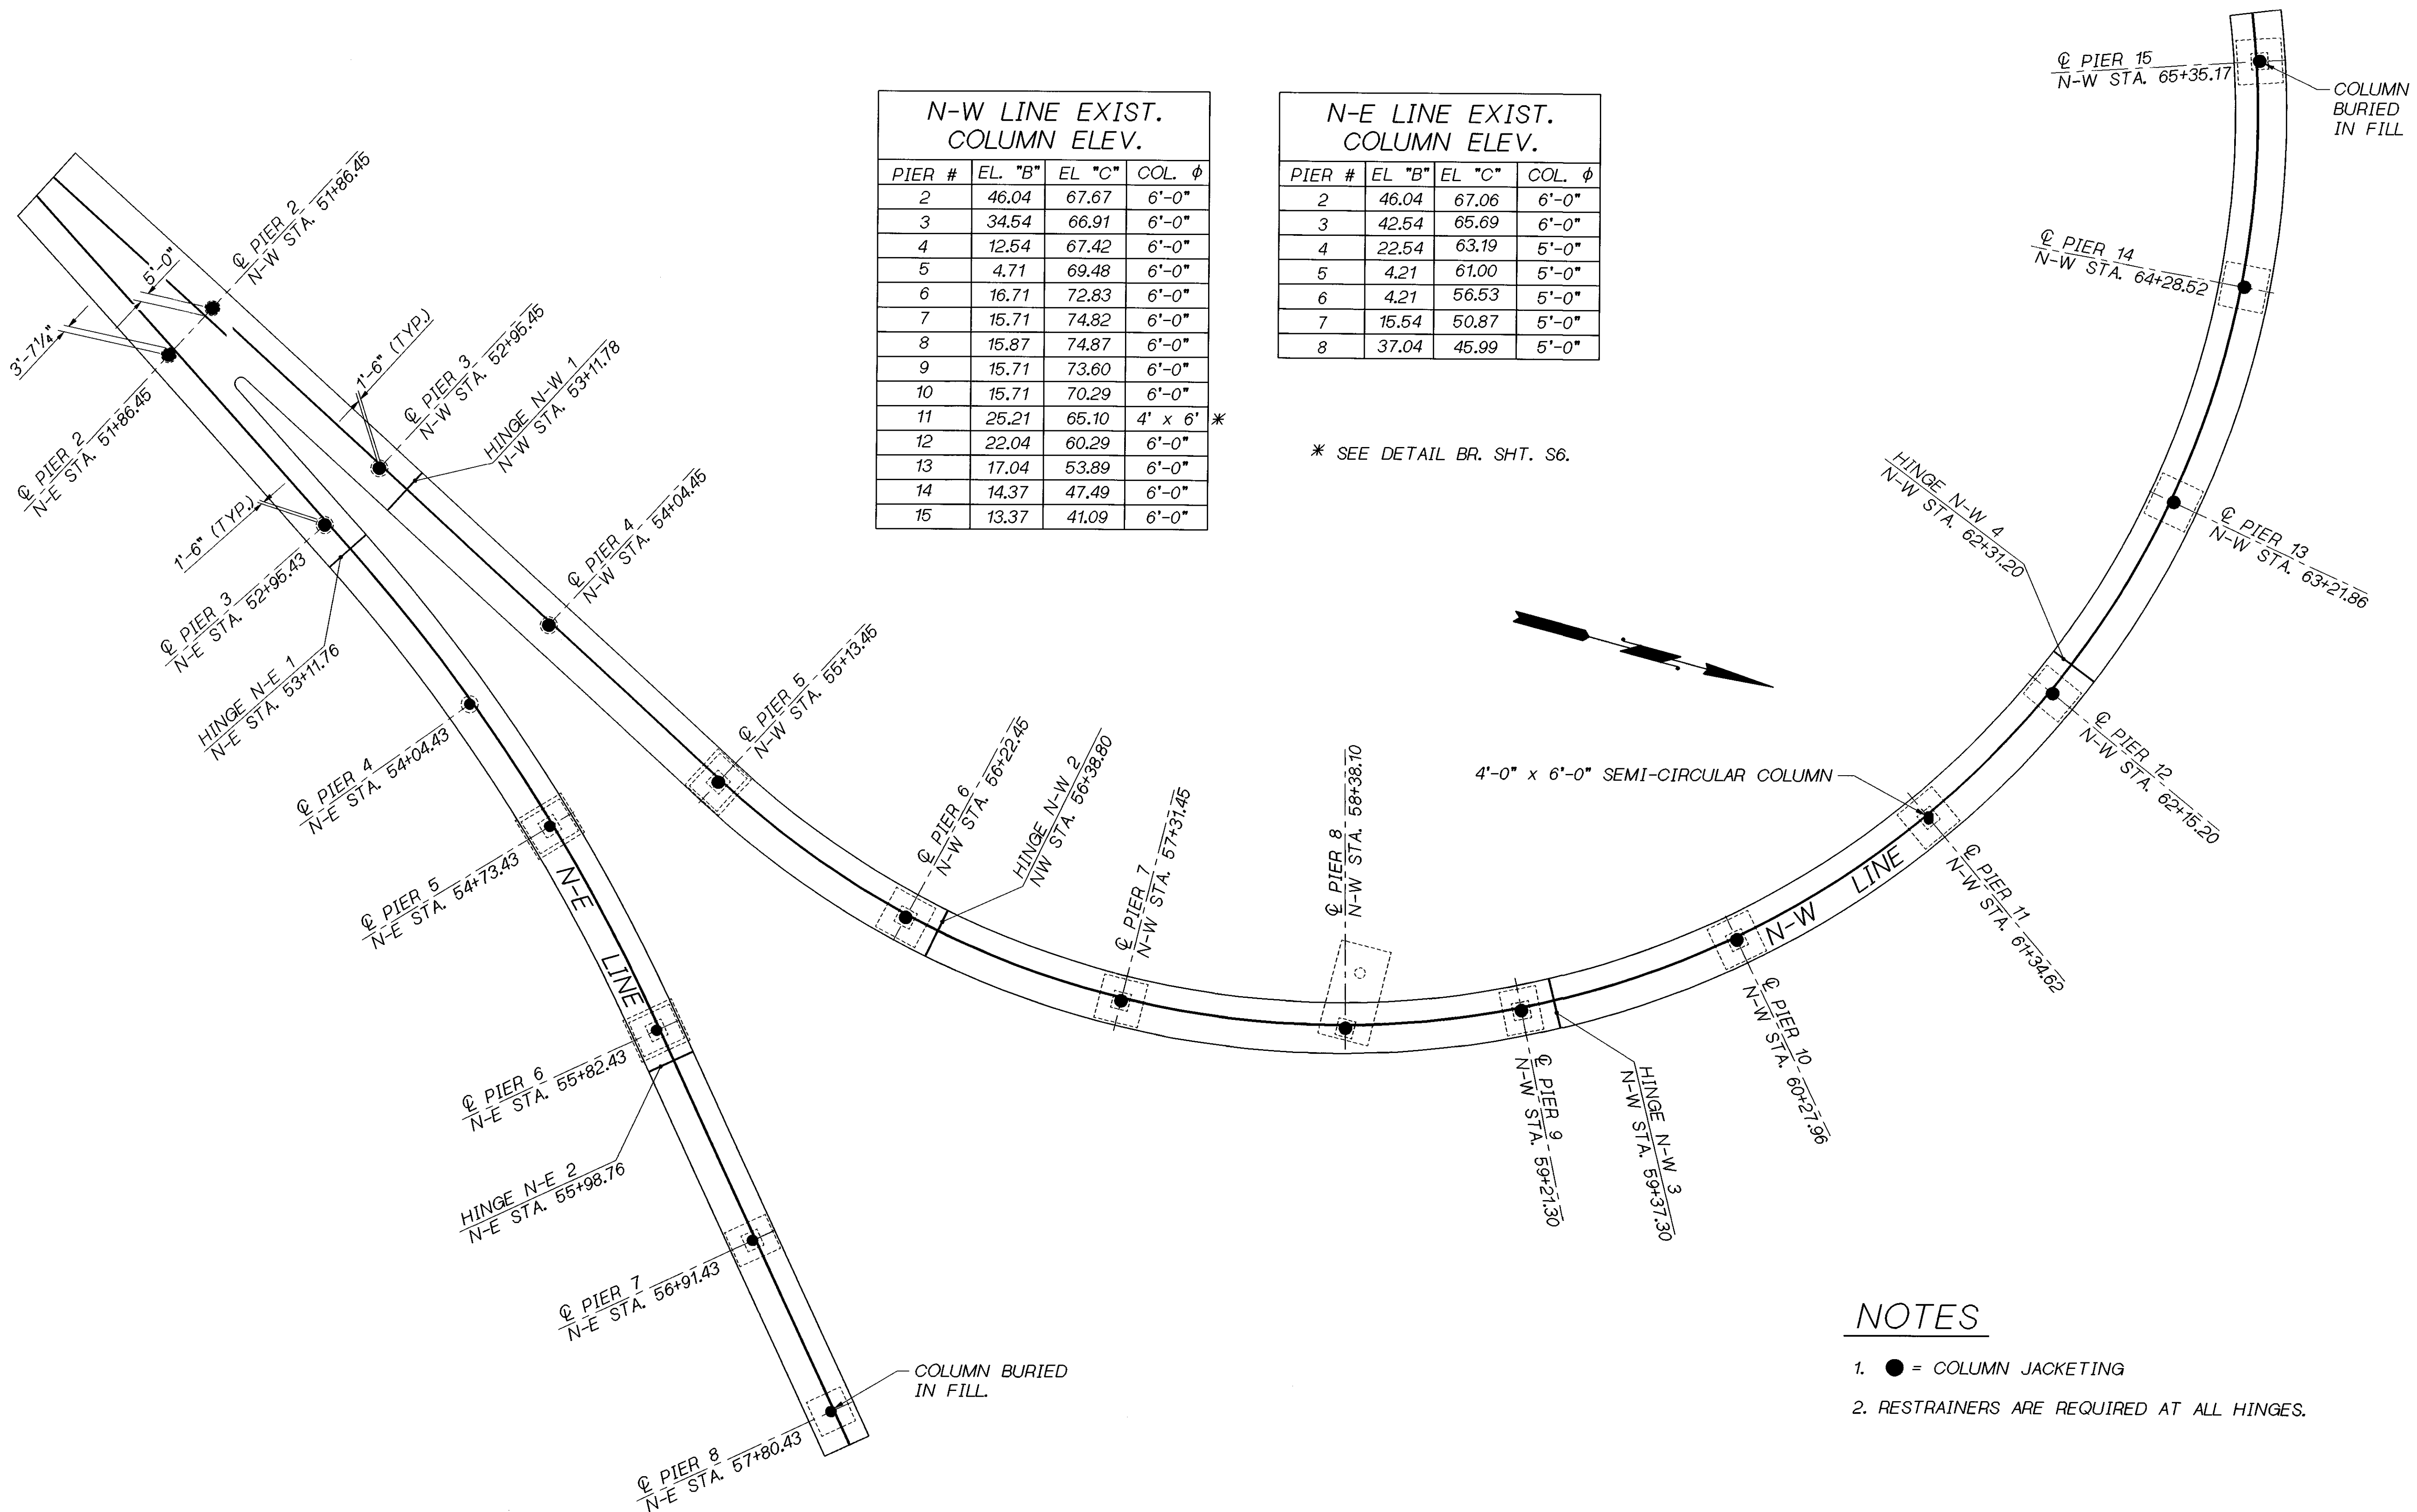 N-W LINE EXIST.
COLUMN ELEV.
PIER # EL. "B" EL "C" COL. ϕ
2 46.04 67.67 6'-0"
3 34.54 66.91 6'-0"
4 12.54 67.42 6'-0"
5 4.71 69.48 6'-0"
6 16.71 72.83 6'-0"
7 15.71 74.82 6'-0"
8 15.87 74.87 6'-0"
9 15.71 73.60 6'-0"
10 15.71 70.29 6'-0"
11 25.21 65.10 4' x 6' *
12 22.04 60.29 6'-0"
13 17.04 53.89 6'-0"
14 14.37 47.49 6'-0"
15 13.37 41.09 6'-0"
N-E LINE EXIST.
COLUMN ELEV.
PIER # EL "B" EL "C" COL. ϕ
2 46.04 67.06 6'-0"
3 42.54 65.69 6'-0"
4 22.54 63.19 5'-0"
5 4.21 61.00 5'-0"
6 4.21 56.53 5'-0"
7 15.54 50.87 5'-0"
8 37.04 45.99 5'-0"
* SEE DETAIL BR. SHT. S6.
℄ PIER 2
N-W STA. 51+86.45
5'-0"
3'-7¼"
℄ PIER 2
N-E STA. 51+86.45
1'-6" (TYP.)
℄ PIER 3
N-W STA. 52+95.45
HINGE N-W 1
N-W STA. 53+11.78
1'-6" (TYP.)
℄ PIER 3
N-E STA. 52+95.43
HINGE N-E 1
N-E STA. 53+11.76
℄ PIER 4
N-W STA. 54+04.45
℄ PIER 4
N-E STA. 54+04.43
℄ PIER 5
N-W STA. 55+13.45
℄ PIER 5
N-E STA. 54+73.43
N-E LINE
℄ PIER 6
N-W STA. 56+22.45
HINGE N-W 2
NW STA. 56+38.80
℄ PIER 7
N-W STA. 57+31.45
℄ PIER 8
N-W STA. 58+38.10
℄ PIER 6
N-E STA. 55+82.43
HINGE N-E 2
N-E STA. 55+98.76
℄ PIER 7
N-E STA. 56+91.43
℄ PIER 8
N-E STA. 57+80.43
COLUMN BURIED
IN FILL.
℄ PIER 9
N-W STA. 59+21.30
HINGE N-W 3
N-W STA. 59+37.30
℄ PIER 10
N-W STA. 60+27.96
N-W LINE
4'-0" x 6'-0" SEMI-CIRCULAR COLUMN
℄ PIER 11
N-W STA. 61+34.62
℄ PIER 12
N-W STA. 62+15.20
HINGE N-W 4
N-W STA. 62+31.20
℄ PIER 13
N-W STA. 63+21.86
℄ PIER 14
N-W STA. 64+28.52
℄ PIER 15
N-W STA. 65+35.17
COLUMN
BURIED
IN FILL
NOTES
1. ● = COLUMN JACKETING
2. RESTRAINERS ARE REQUIRED AT ALL HINGES.